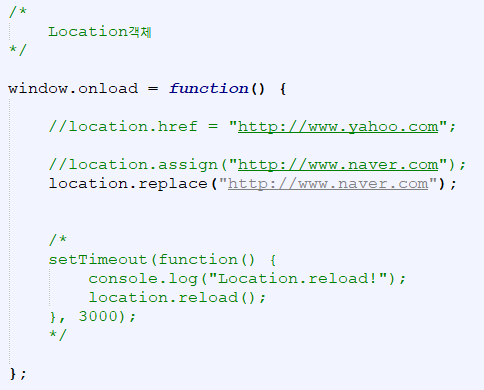 /*
    Location객체
*/

window.onload = function() {

    //location.href = "http://www.yahoo.com";

    //location.assign("http://www.naver.com");
    location.replace("http://www.naver.com");


    /*
    setTimeout(function() {
        console.log("Location.reload!");
        location.reload();
    }, 3000);
    */

};